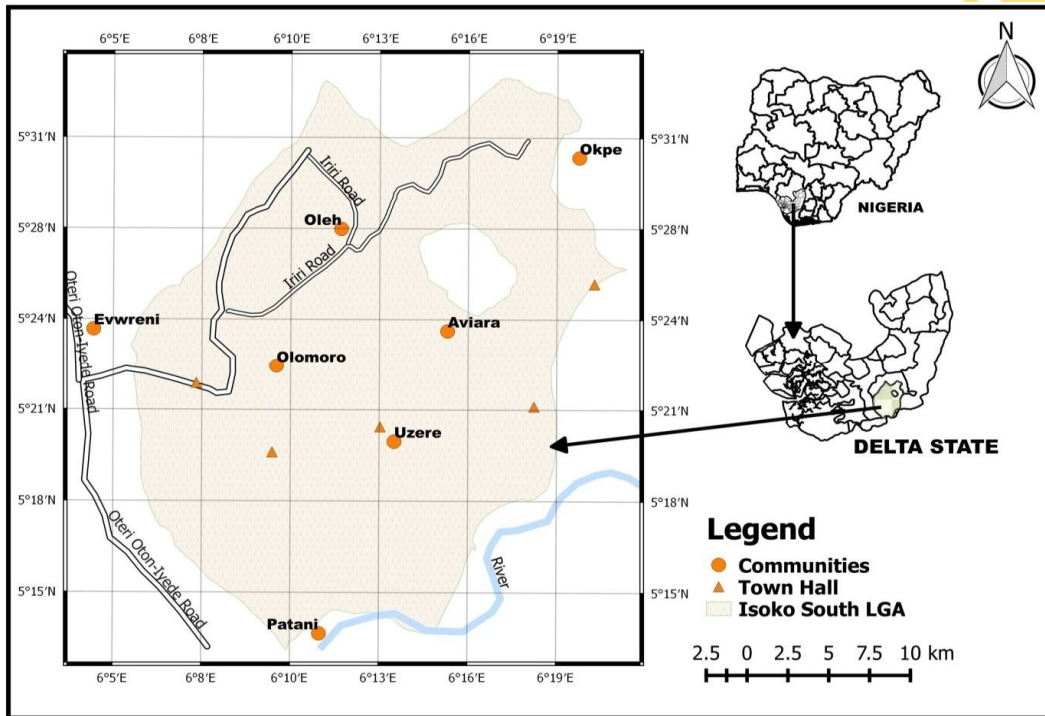 6°5′E 6°8′E 6°10′E 6°13′E 6°16′E 6°19′E
N
5°31′N 5°31′N
Okpe
Iriri Road
Oleh
5°28′N 5°28′N
NIGERIA
Iriri Road
Oteri Oton-Iyede Road
Evwreni
5°24′N 5°24′N
Aviara
Olomoro
5°21′N 5°21′N
Uzere
DELTA STATE
5°18′N 5°18′N
Oteri Oton-Iyede Road
River
5°15′N 5°15′N
Patani
6°5′E 6°8′E 6°10′E 6°13′E 6°16′E 6°19′E
Legend
Communities
Town Hall
Isoko South LGA
2.5 0 2.5 5 7.5 10 km